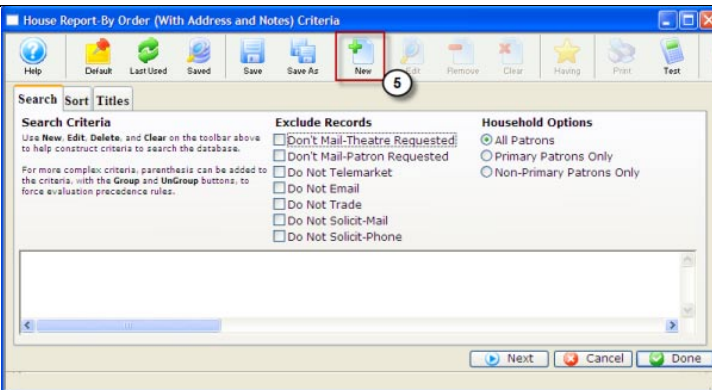 House Report-By Order (With Address and Notes) Criteria
Help Default Last Used Saved Save Save As New Edit Remove Clear Having Print Test
5
Search Sort Titles
Search Criteria
Use New, Edit, Delete, and Clear on the toolbar above
to help construct criteria to search the database.
For more complex criteria, parenthesis can be added to
the criteria, with the Group and UnGroup buttons, to
force evaluation precedence rules.
Exclude Records
Don't Mail-Theatre Requested
Don't Mail-Patron Requested
Do Not Telemarket
Do Not Email
Do Not Trade
Do Not Solicit-Mail
Do Not Solicit-Phone
Household Options
All Patrons
Primary Patrons Only
Non-Primary Patrons Only
Next Cancel Done